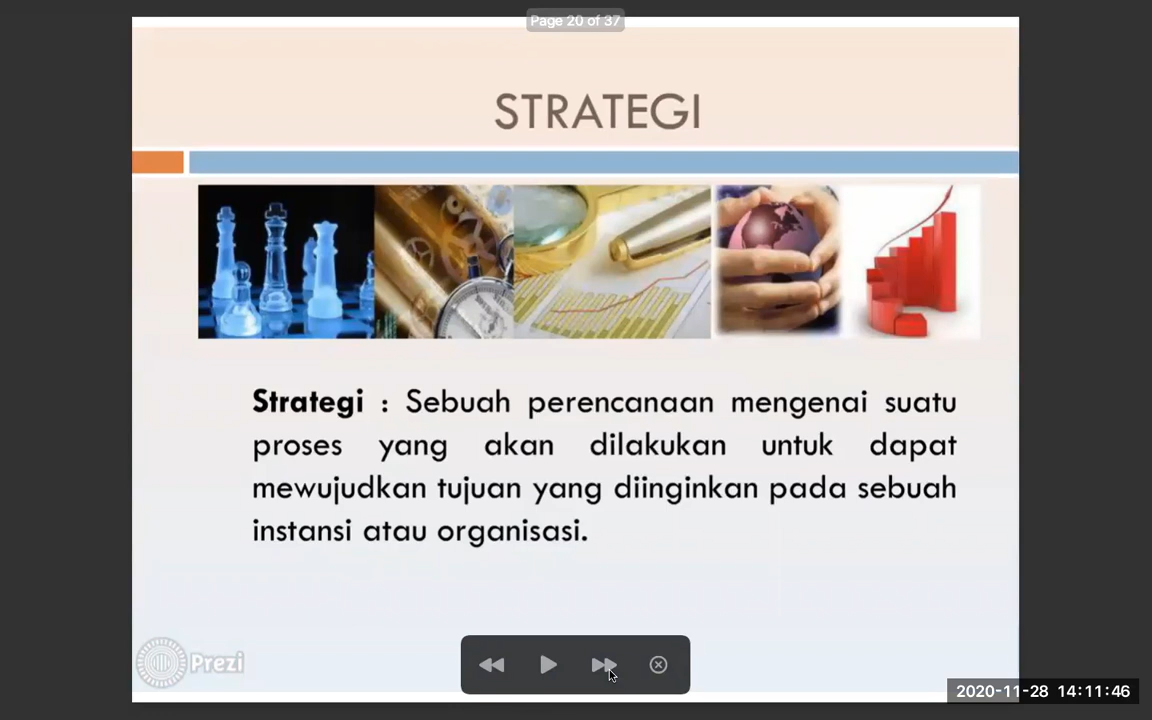 Page 20 of 37
STRATEGI
Strategi : Sebuah perencanaan mengenai suatu
proses yang akan dilakukan untuk dapat
mewujudkan tujuan yang diinginkan pada sebuah
instansi atau organisasi.
Prezi
2020-11-28 14:11:46